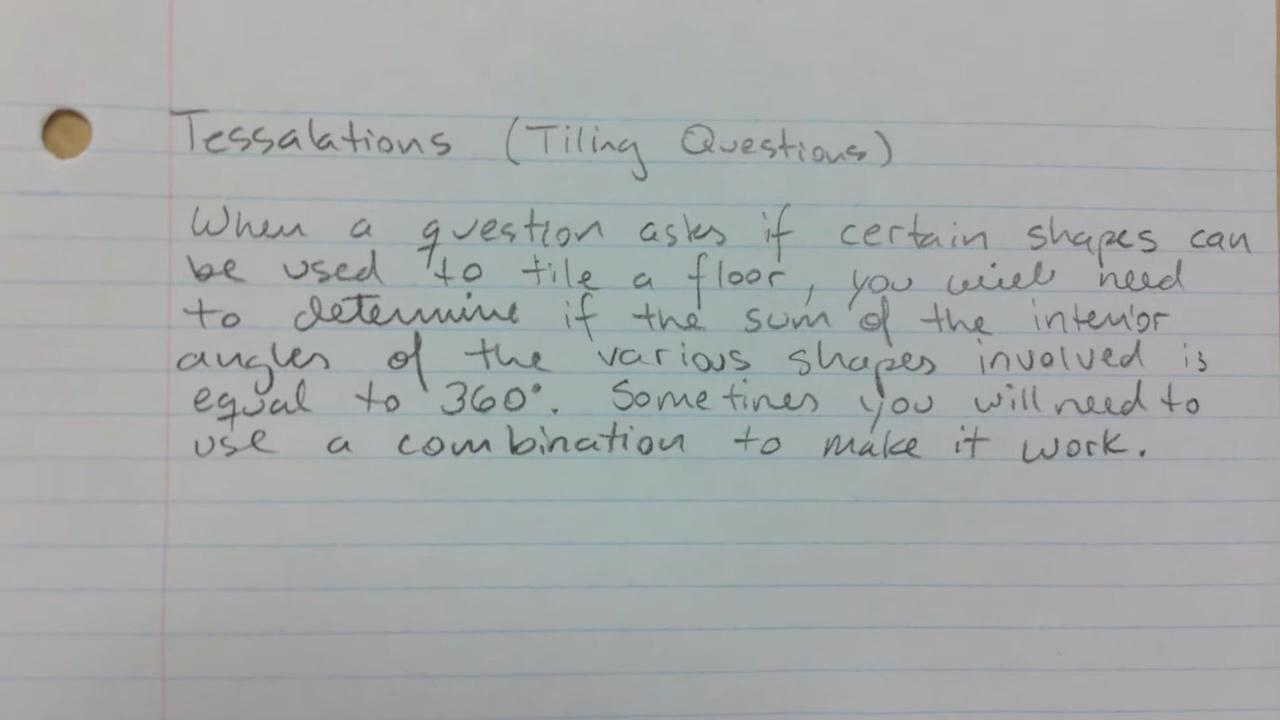 Tessalations (Tiling Questions)
When a question asks if certain shapes can
be used to tile a floor, you will need
to determine if the sum of the interior
angles of the various shapes involved is
equal to 360°. Sometimes you will need to
use a combination to make it work.